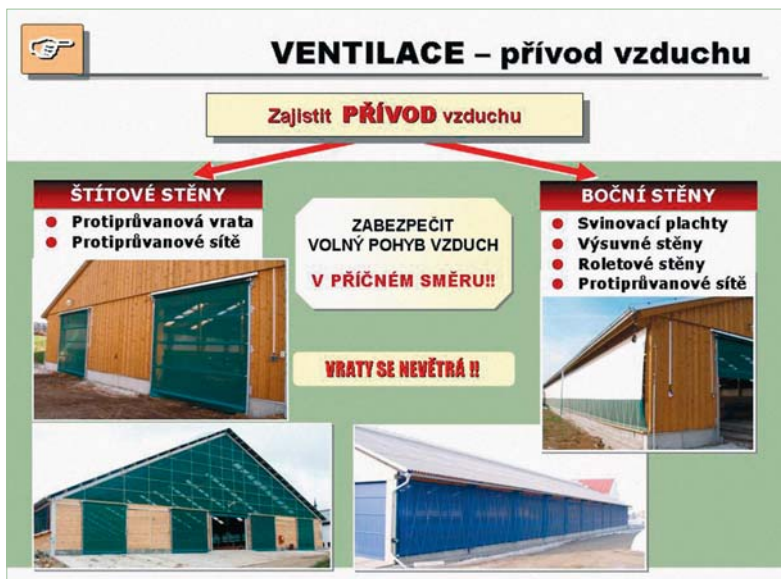 VENTILACE – přívod vzduchu
Zajistit PŘÍVOD vzduchu
ŠTÍTOVÉ STĚNY
Protiprůvanová vrata
Protiprůvanové sítě
ZABEZPEČIT
VOLNÝ POHYB VZDUCH
V PŘÍČNÉM SMĚRU!!
VRATY SE NEVĚTRÁ !!
BOČNÍ STĚNY
Svinovací plachty
Výsuvné stěny
Roletové stěny
Protiprůvanové sítě